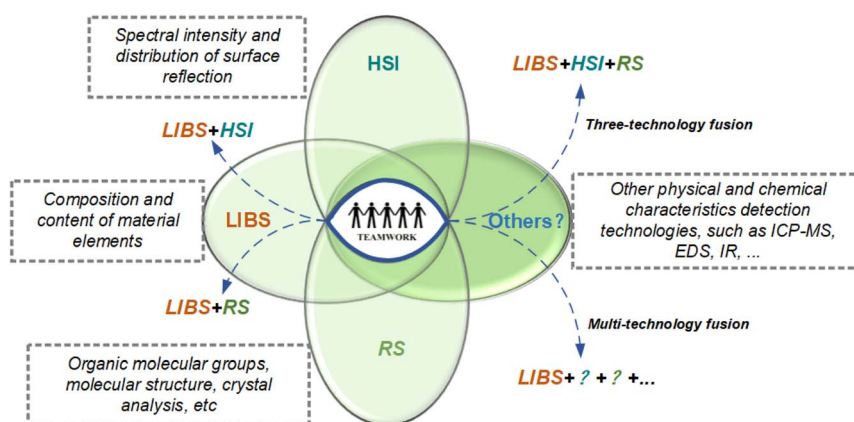 Spectral intensity and
distribution of surface
reflection
HSI
LIBS+HSI+RS
LIBS+HSI
Three-technology fusion
Composition and
content of material
elements
LIBS
TEAMWORK
Others?
Other physical and chemical
characteristics detection
technologies, such as ICP-MS,
EDS, IR, ...
LIBS+RS
Multi-technology fusion
RS
Organic molecular groups,
molecular structure, crystal
analysis, etc
LIBS+ ? + ? +...